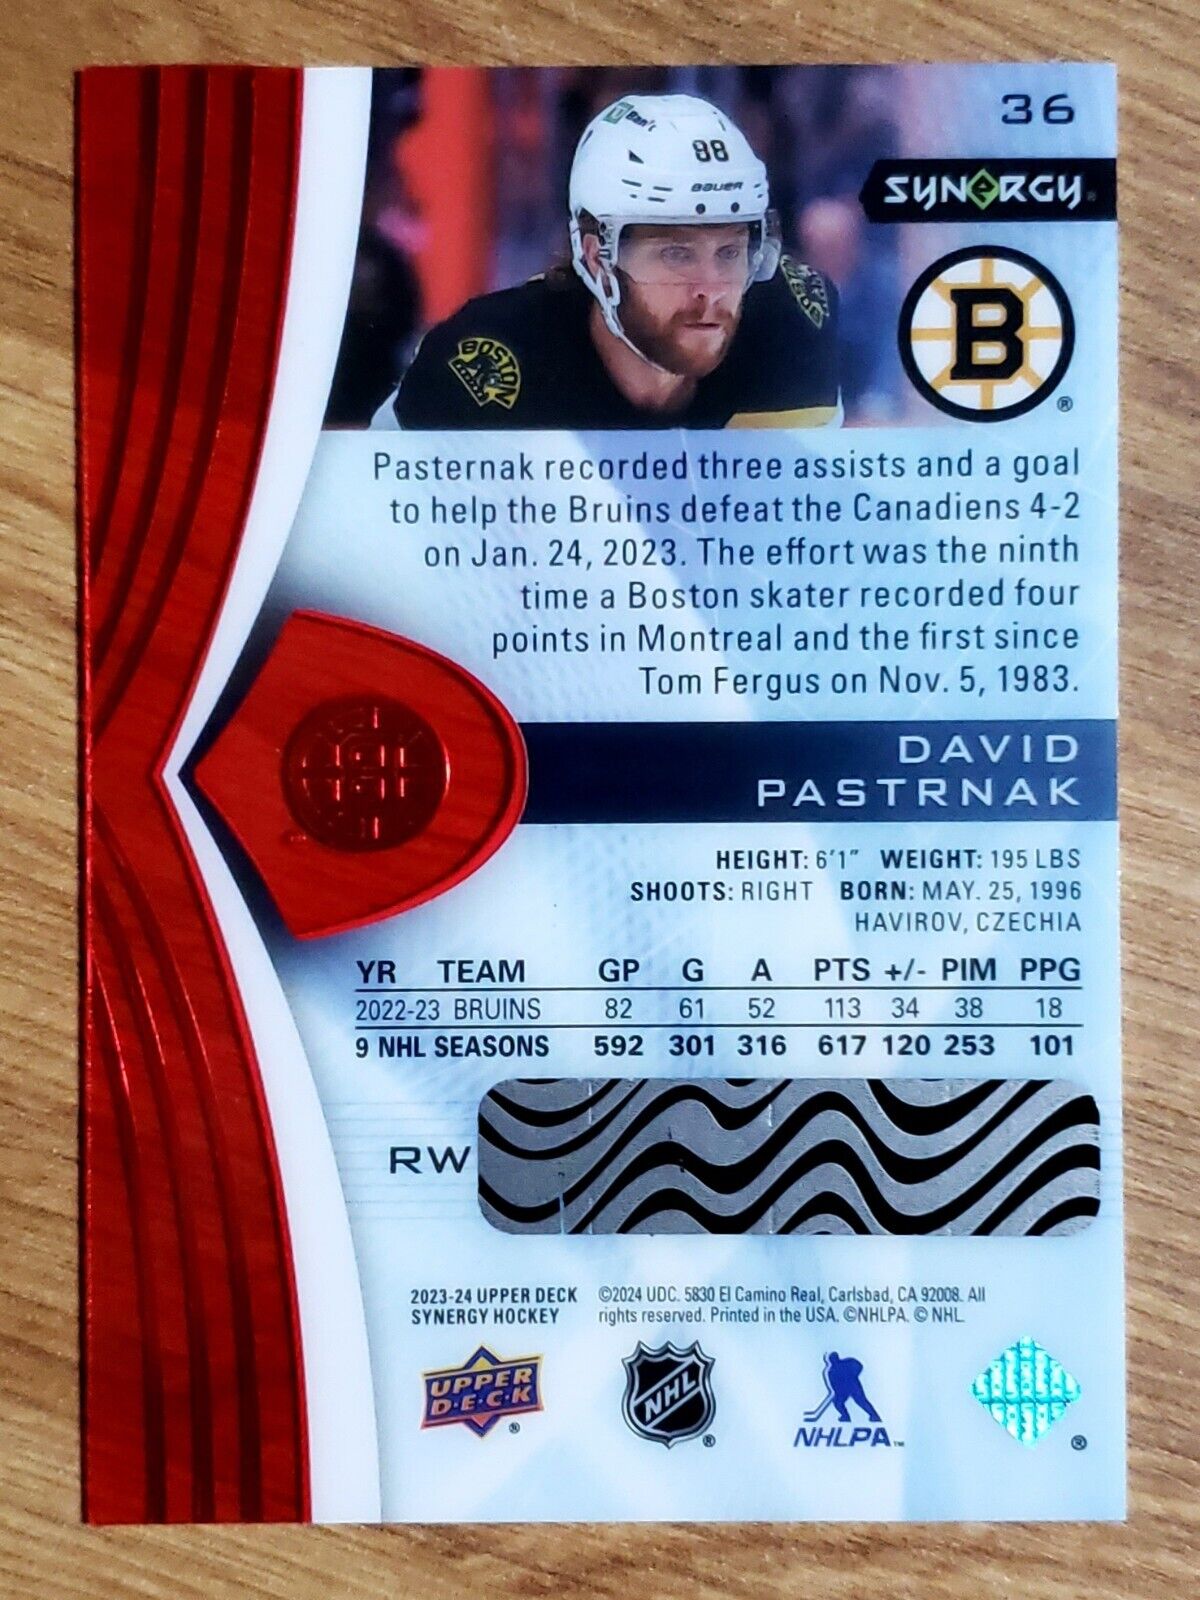 36
SYNERGY®
Ban't
88
BAUER
BOSTON
B
®
Pasternak recorded three assists and a goal
to help the Bruins defeat the Canadiens 4-2
on Jan. 24, 2023. The effort was the ninth
time a Boston skater recorded four
points in Montreal and the first since
Tom Fergus on Nov. 5, 1983.
DAVID
PASTRNAK
HEIGHT: 6'1" WEIGHT: 195 LBS
SHOOTS: RIGHT BORN: MAY. 25, 1996
HAVIROV, CZECHIA
YR TEAM GP G A PTS +/- PIM PPG
2022-23 BRUINS 82 61 52 113 34 38 18
9 NHL SEASONS 592 301 316 617 120 253 101
RW
2023-24 UPPER DECK
SYNERGY HOCKEY
©2024 UDC. 5830 El Camino Real, Carlsbad, CA 92008. All
rights reserved. Printed in the USA. ©NHLPA. © NHL.
UPPER
D·E·C·K
®
NHL
®
NHLPA™
®